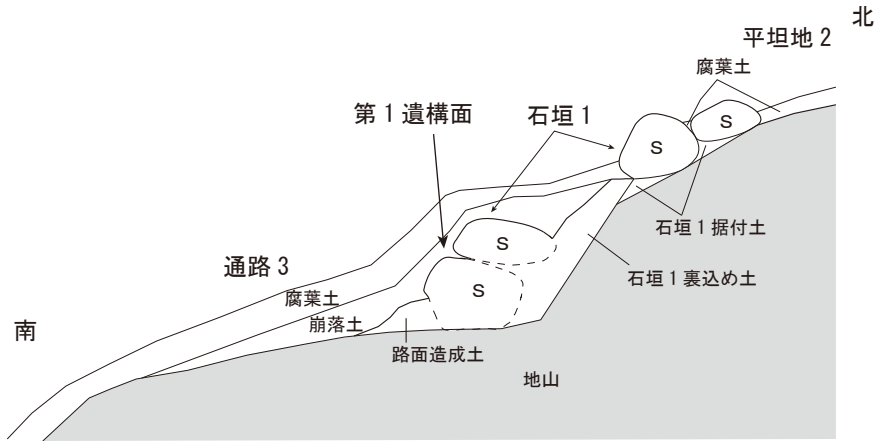 北
平坦地 2
腐葉土
第 1 遺構面
石垣 1
S
S
石垣 1 据付土
S
石垣 1 裏込め土
通路 3
S
腐葉土
南
崩落土
路面造成土
地山